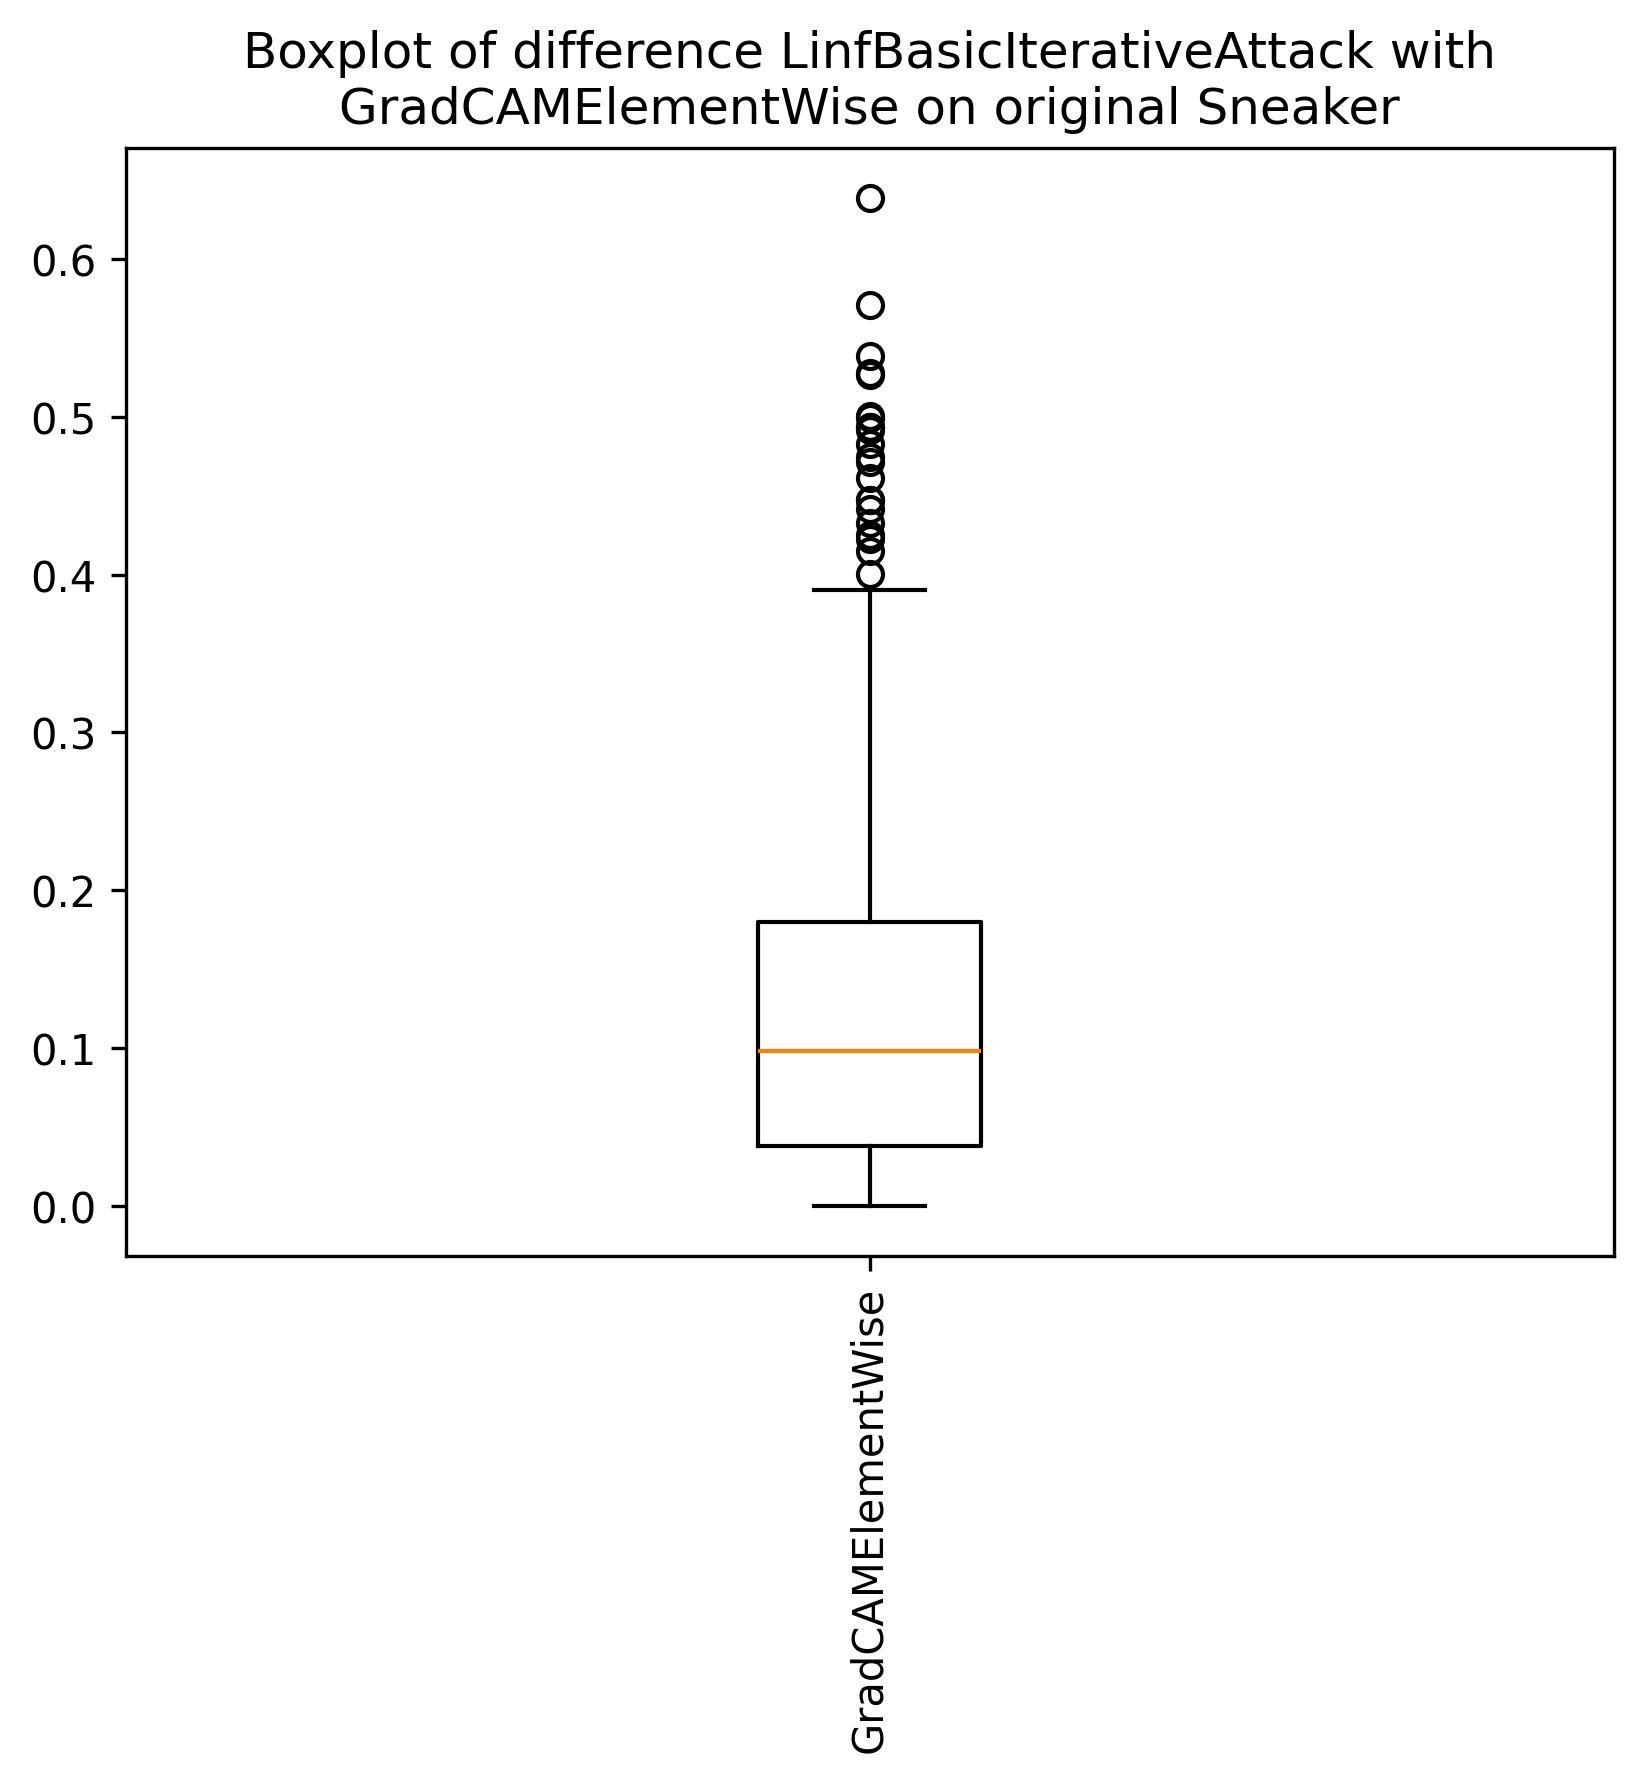 Boxplot of difference LinfBasicIterativeAttack with
GradCAMElementWise on original Sneaker
0.6
0.5
0.4
0.3
0.2
0.1
0.0
GradCAMElementWise